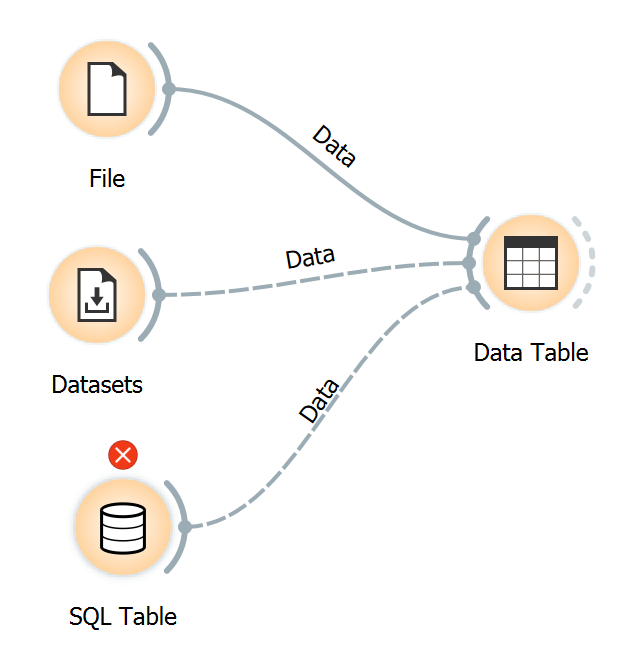 File
Data
Datasets
Data
Data Table
SQL Table
Data